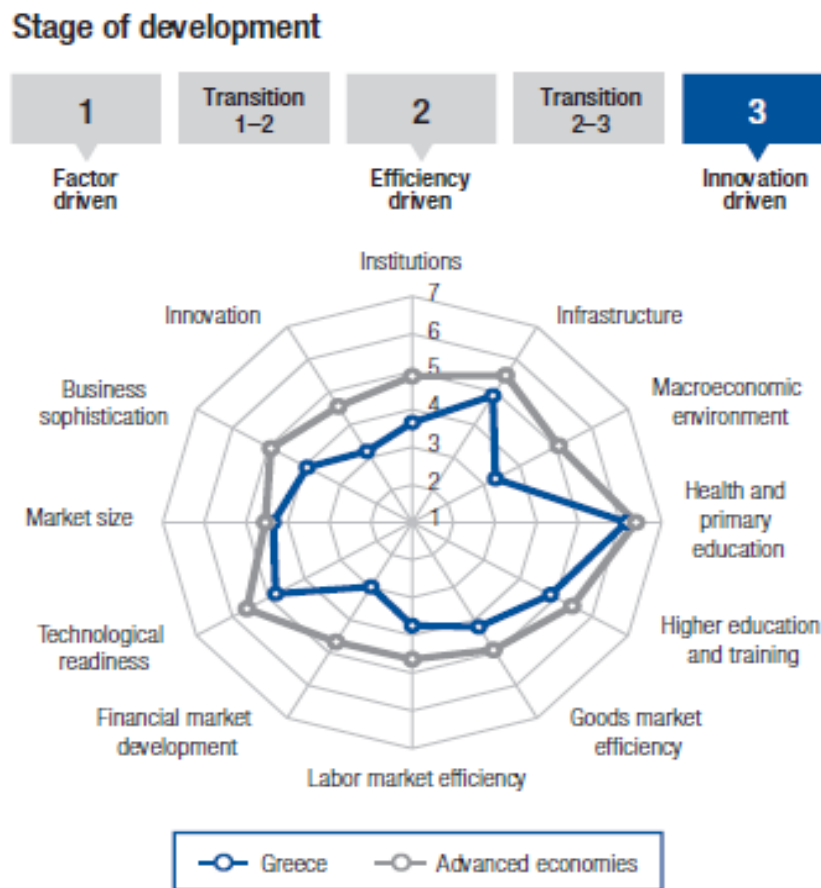 Stage of development
1
Transition
1–2
2
Transition
2–3
3
Factor
driven
Efficiency
driven
Innovation
driven
Institutions
Innovation
Infrastructure
Business
sophistication
Macroeconomic
environment
Market size
Health and
primary
education
Technological
readiness
Higher education
and training
Financial market
development
Goods market
efficiency
Labor market efficiency
7
6
5
4
3
2
1
Greece
Advanced economies